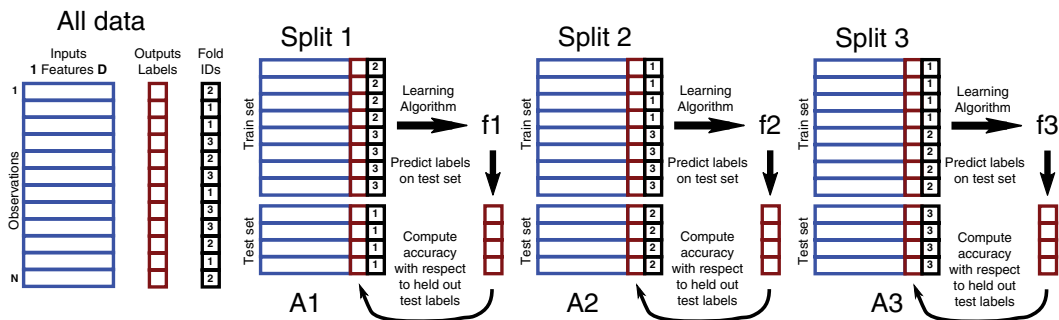 All data
Inputs
1 Features D
Outputs
Labels
Fold
IDs
1
Observations
N
2
1
1
3
2
3
1
3
3
2
1
2
Split 1
Train set
2
2
2
2
3
3
3
3
Learning
Algorithm
f1
Predict labels
on test set
Test set
1
1
1
1
Compute
accuracy
with respect
to held out
test labels
A1
Split 2
Train set
1
1
1
1
3
3
3
3
Learning
Algorithm
f2
Predict labels
on test set
Test set
2
2
2
2
Compute
accuracy
with respect
to held out
test labels
A2
Split 3
Train set
1
1
1
1
2
2
2
2
Learning
Algorithm
f3
Predict labels
on test set
Test set
3
3
3
3
Compute
accuracy
with respect
to held out
test labels
A3